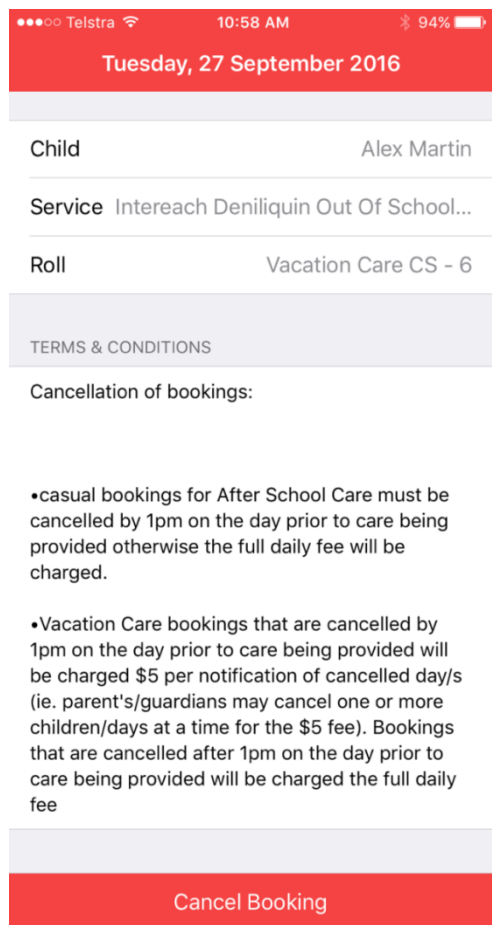 ●●●○○ Telstra 10:58 AM 94%
Tuesday, 27 September 2016
Child Alex Martin
Service Intereach Deniliquin Out Of School...
Roll Vacation Care CS - 6
TERMS & CONDITIONS
Cancellation of bookings:
•casual bookings for After School Care must be
cancelled by 1pm on the day prior to care being
provided otherwise the full daily fee will be
charged.
•Vacation Care bookings that are cancelled by
1pm on the day prior to care being provided will
be charged $5 per notification of cancelled day/s
(ie. parent's/guardians may cancel one or more
children/days at a time for the $5 fee). Bookings
that are cancelled after 1pm on the day prior to
care being provided will be charged the full daily
fee
Cancel Booking